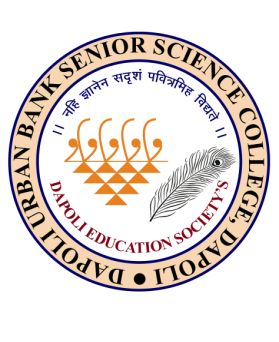 DAPOLI URBAN BANK SENIOR SCIENCE COLLEGE, DAPOLI
।। नहि ज्ञानेन सदृशं पवित्रमिह विद्यते ।।
DAPOLI EDUCATION SOCIETY'S